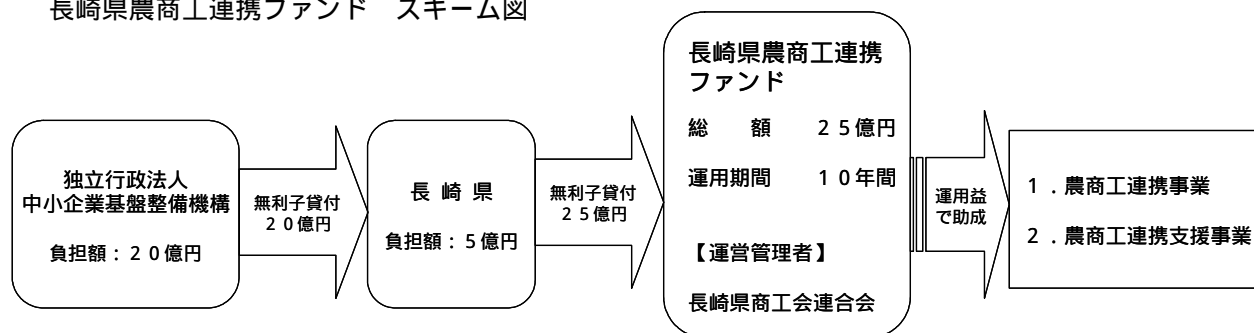 長崎県農商工連携ファンド　スキーム図
独立行政法人
中小企業基盤整備機構
負担額：２０億円
無利子貸付
２０億円
長 崎 県
負担額：５億円
無利子貸付
２５億円
長崎県農商工連携
ファンド
総　　額　　２５億円
運用期間　　１０年間
【運営管理者】
長崎県商工会連合会
運用益
で助成
１．農商工連携事業
２．農商工連携支援事業